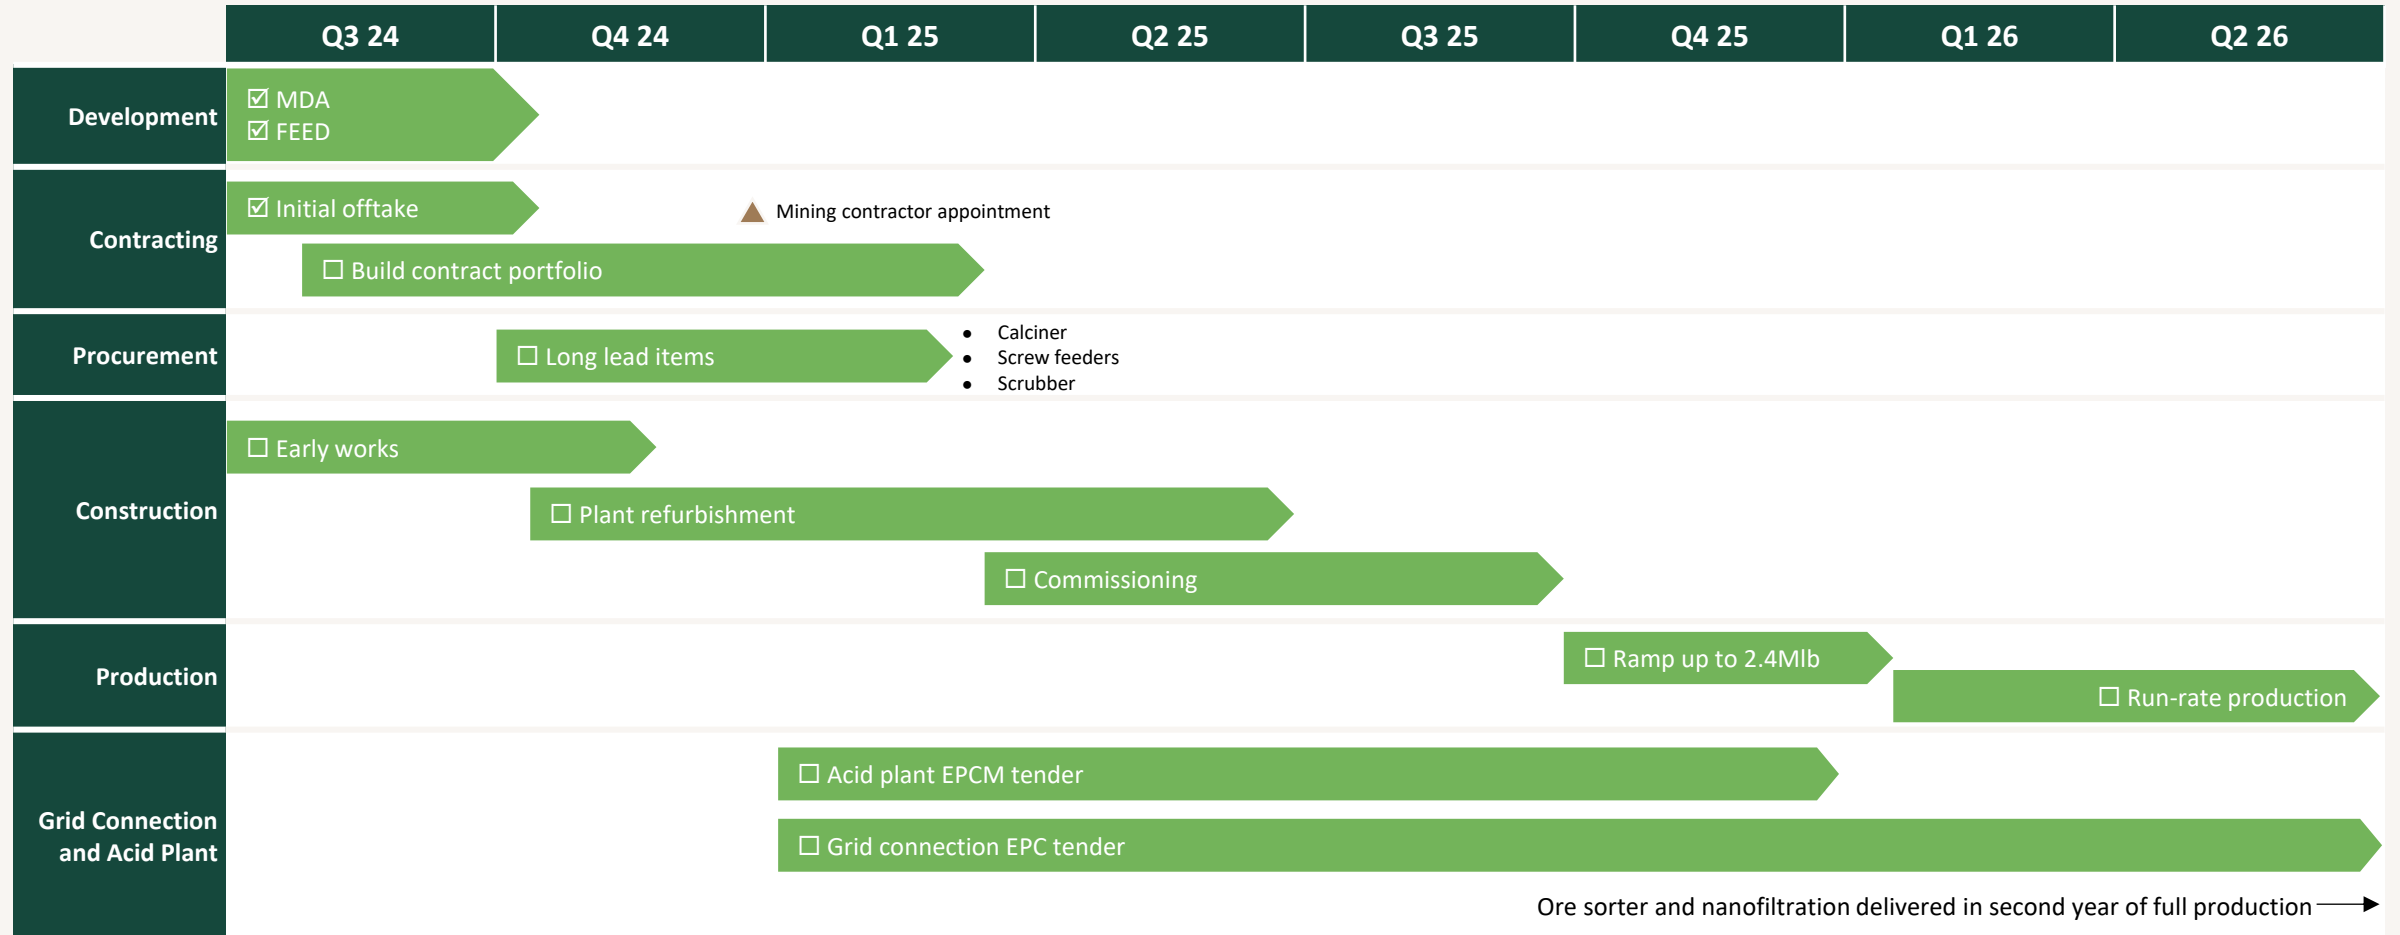 Q3 24
Q4 24
Q1 25
Q2 25
Q3 25
Q4 25
Q1 26
Q2 26
Development
☑ MDA
☑ FEED
Contracting
☑ Initial offtake
Mining contractor appointment
☐ Build contract portfolio
Procurement
☐ Long lead items
● Calciner
● Screw feeders
● Scrubber
Construction
☐ Early works
☐ Plant refurbishment
☐ Commissioning
Production
☐ Ramp up to 2.4Mlb
☐ Run-rate production
Grid Connection
and Acid Plant
☐ Acid plant EPCM tender
☐ Grid connection EPC tender
Ore sorter and nanofiltration delivered in second year of full production